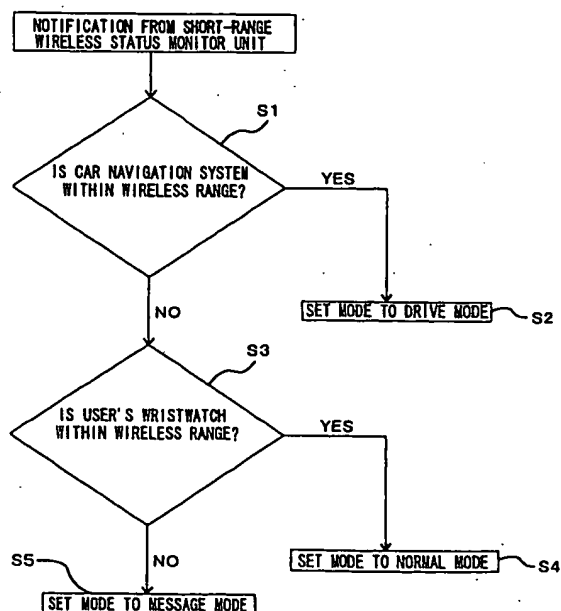 NOTIFICATION FROM SHORT-RANGE
WIRELESS STATUS MONITOR UNIT
S1
IS CAR NAVIGATION SYSTEM
WITHIN WIRELESS RANGE?
YES
SET MODE TO DRIVE MODE
S2
NO
S3
IS USER'S WRISTWATCH
WITHIN WIRELESS RANGE?
YES
SET MODE TO NORMAL MODE
S4
NO
S5
SET MODE TO MESSAGE MODE